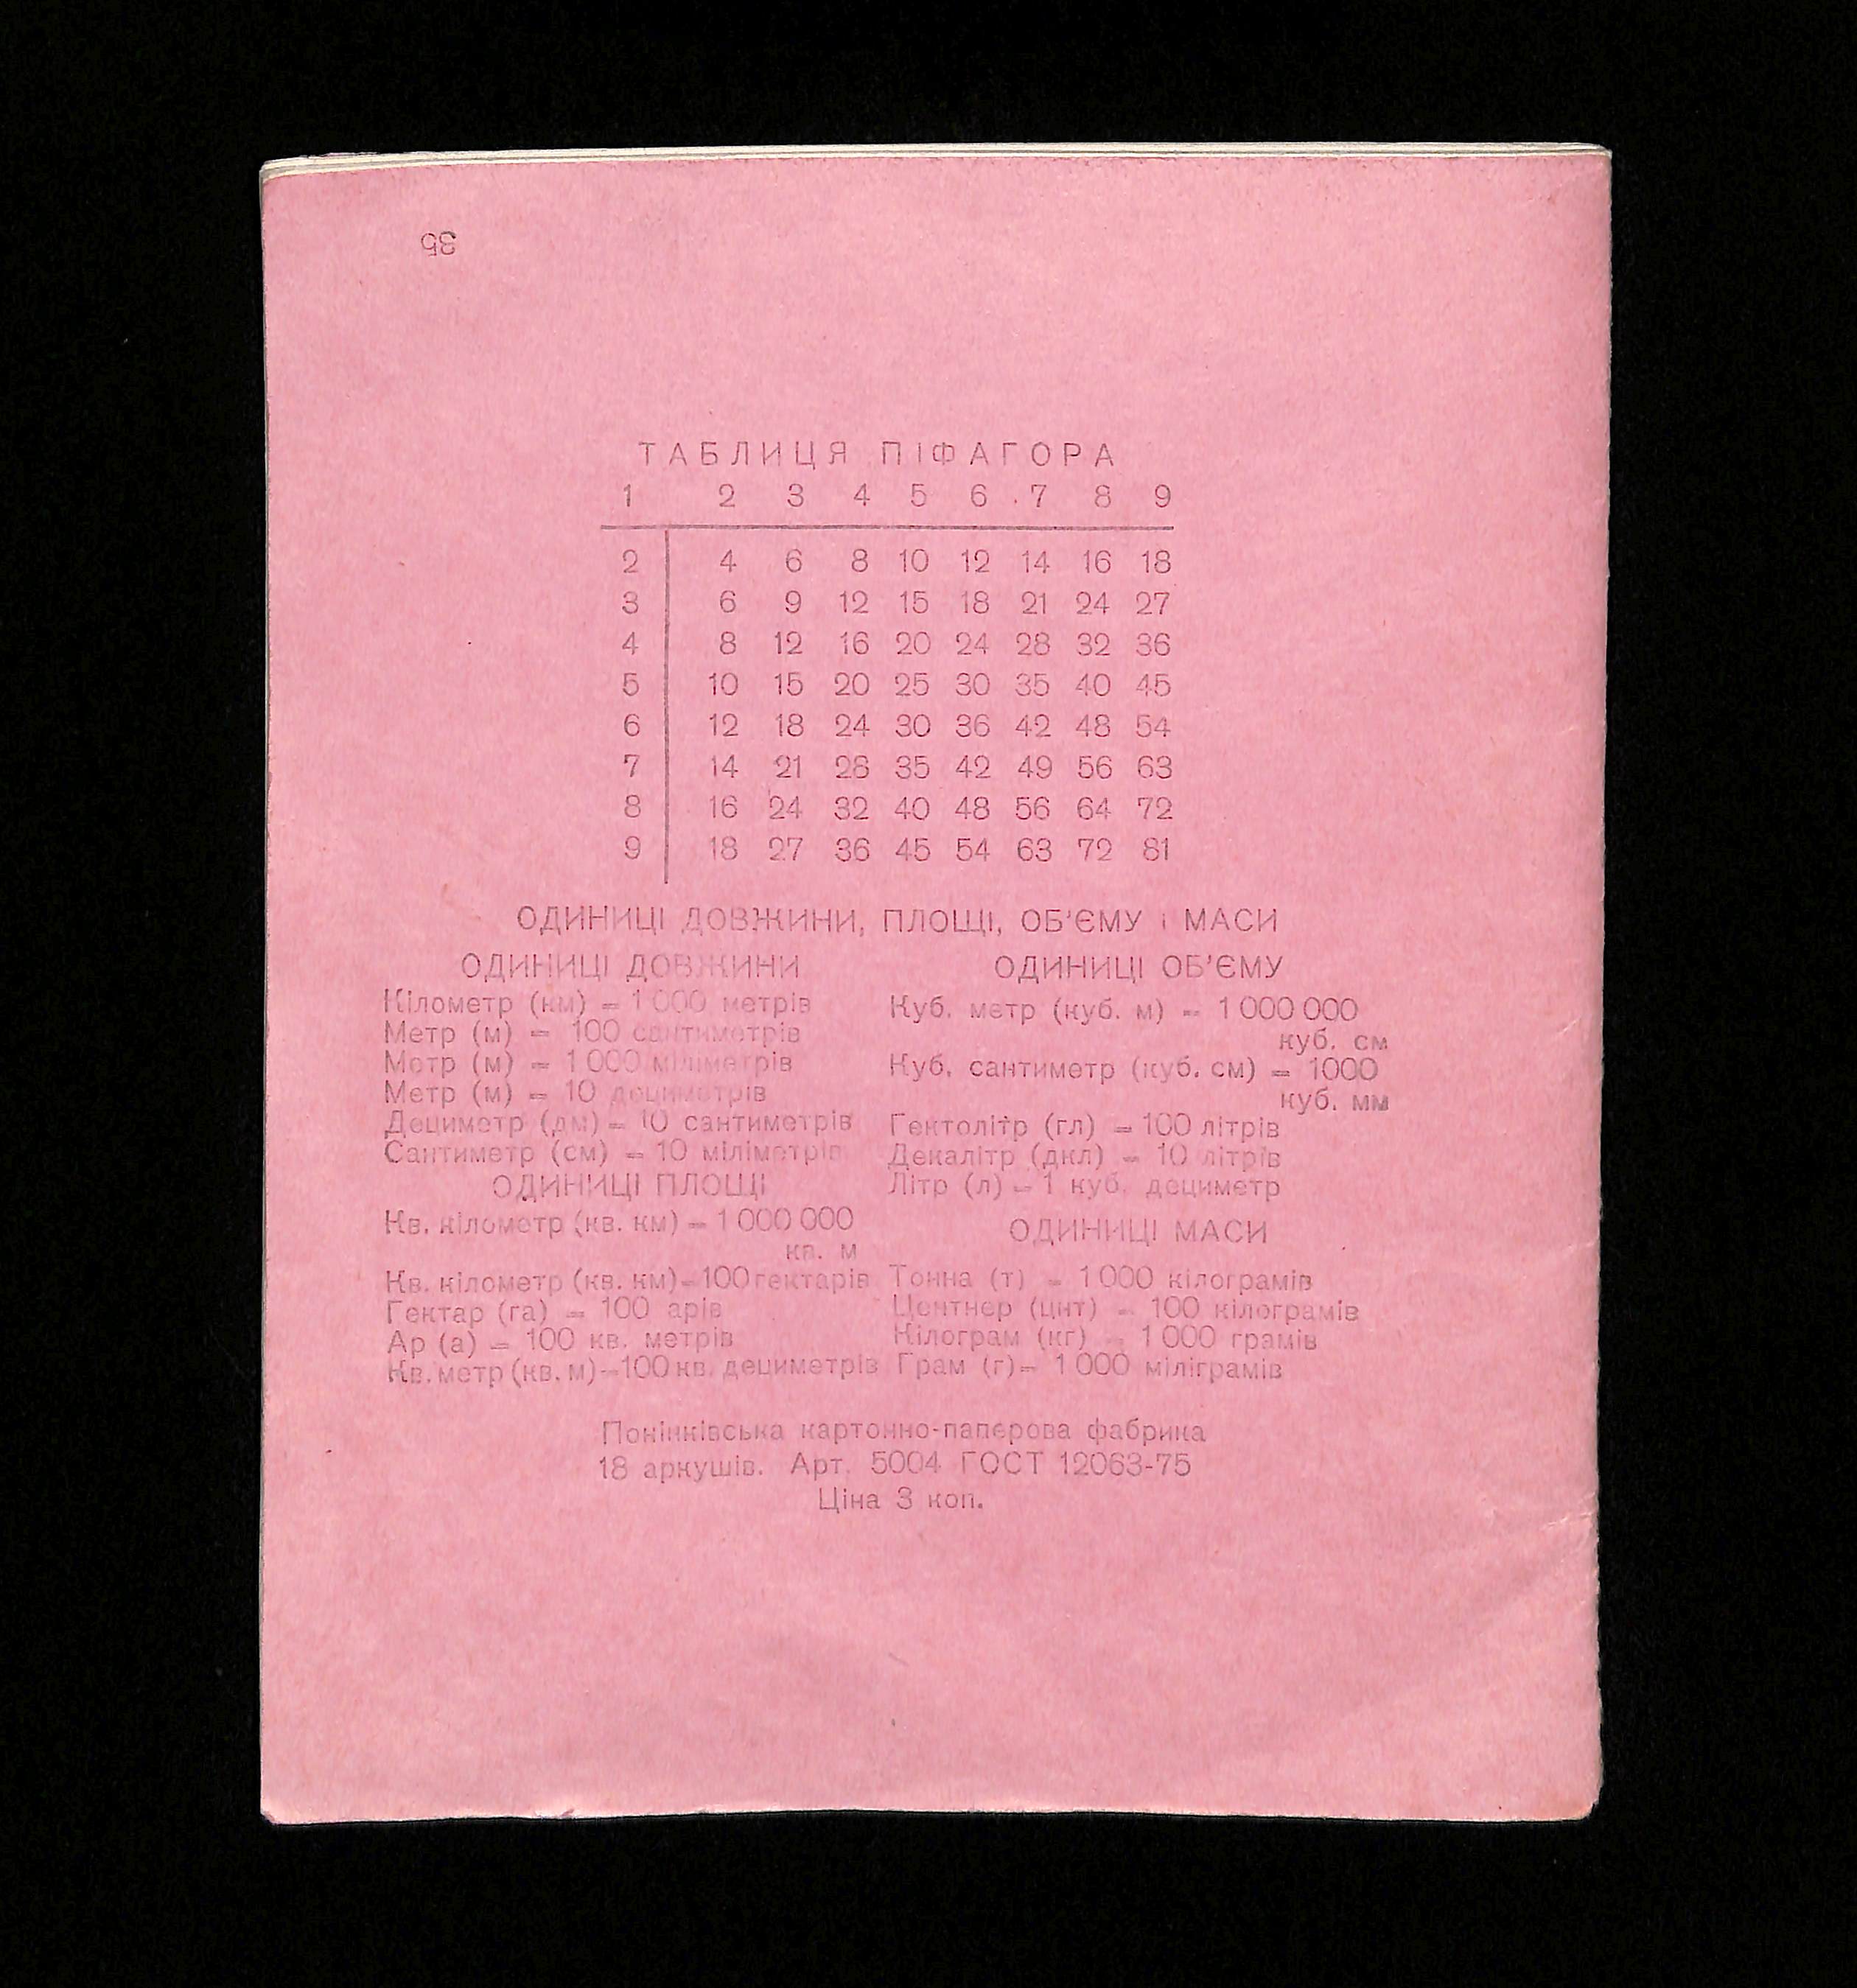 35
ТАБЛИЦЯ ПІФАГОРА
1 2 3 4 5 6 7 8 9
2 4 6 8 10 12 14 16 18
3 6 9 12 15 18 21 24 27
4 8 12 16 20 24 28 32 36
5 10 15 20 25 30 35 40 45
6 12 18 24 30 36 42 48 54
7 14 21 28 35 42 49 56 63
8 16 24 32 40 48 56 64 72
9 18 27 36 45 54 63 72 81
ОДИНИЦІ ДОВЖИНИ, ПЛОЩІ, ОБ'ЄМУ І МАСИ
ОДИНИЦІ ДОВЖИНИ
Кілометр (км) = 1 000 метрів
Метр (м) = 100 сантиметрів
Метр (м) = 1 000 міліметрів
Метр (м) = 10 дециметрів
Дециметр (дм) = 10 сантиметрів
Сантиметр (см) = 10 міліметрів
ОДИНИЦІ ПЛОЩІ
Кв. кілометр (кв. км) = 1 000 000
кв. м
Кв. кілометр (кв. км) = 100 гектарів
Гектар (га) = 100 арів
Ар (а) = 100 кв. метрів
Кв. метр (кв. м) = 100 кв. дециметрів
ОДИНИЦІ ОБ'ЄМУ
Куб. метр (куб. м) = 1 000 000
куб. см
Куб. сантиметр (куб. см) = 1000
куб. мм
Гектолітр (гл) = 100 літрів
Декалітр (дкл) = 10 літрів
Літр (л) = 1 куб. дециметр
ОДИНИЦІ МАСИ
Тонна (т) = 1 000 кілограмів
Центнер (цнт) = 100 кілограмів
Кілограм (кг) = 1 000 грамів
Грам (г) = 1 000 міліграмів
Понінківська картонно-паперова фабрика
18 аркушів. Арт. 5004 ГОСТ 12063-75
Ціна 3 коп.